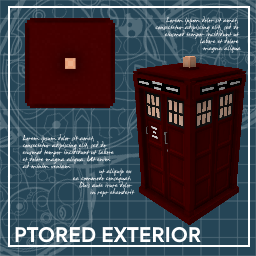 Lorem ipsum dolor sit amet,
consectetur adipiscing elit, sed do
eiusmod tempor incididunt ut
labore et dolore
magna aliqua
Lorem ipsum dolor sit amet,
consectetur adipiscing elit, sed do
eiusmod tempor incididunt ut labore
et dolore magna aliqua. Ut enim
ad minim veniam
ut aliquip ex
ea commodo consequat.
Duis aute irure dolor
in repr ehenderit
PTORED EXTERIOR